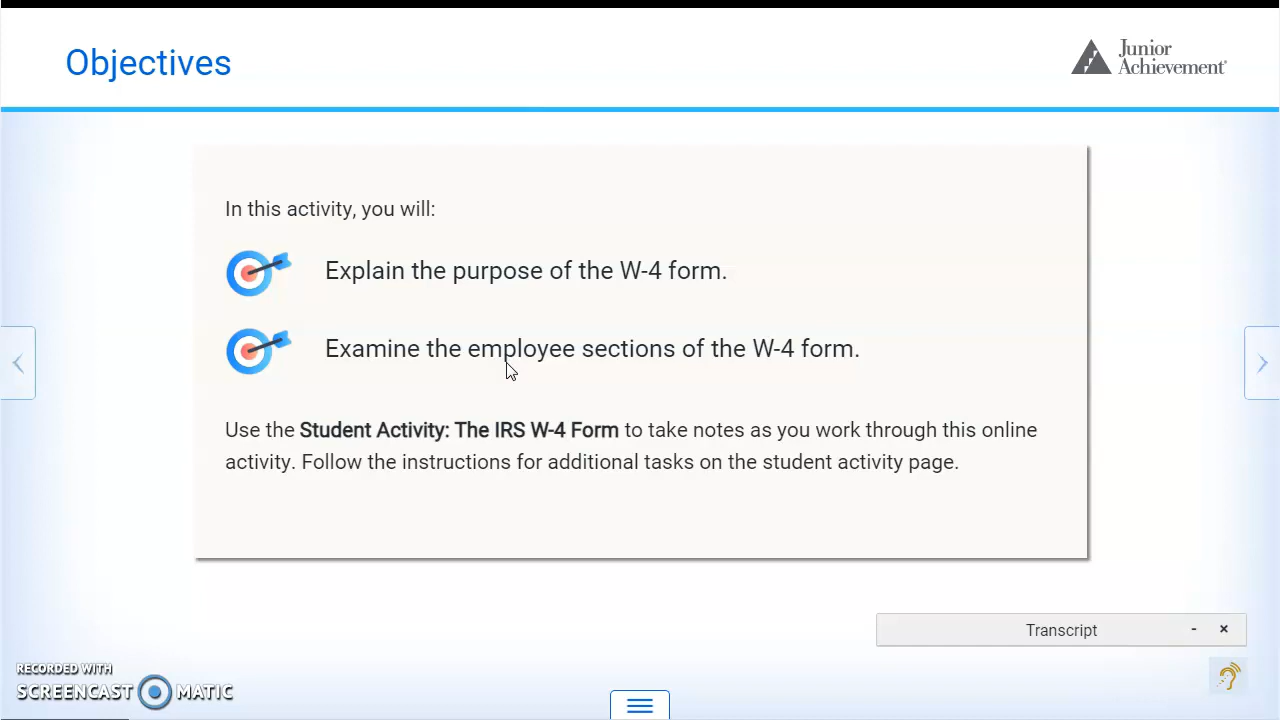 Objectives
Junior
Achievement®
In this activity, you will:
Explain the purpose of the W-4 form.
Examine the employee sections of the W-4 form.
Use the Student Activity: The IRS W-4 Form to take notes as you work through this online
activity. Follow the instructions for additional tasks on the student activity page.
Transcript - ×
RECORDED WITH
SCREENCAST MATIC